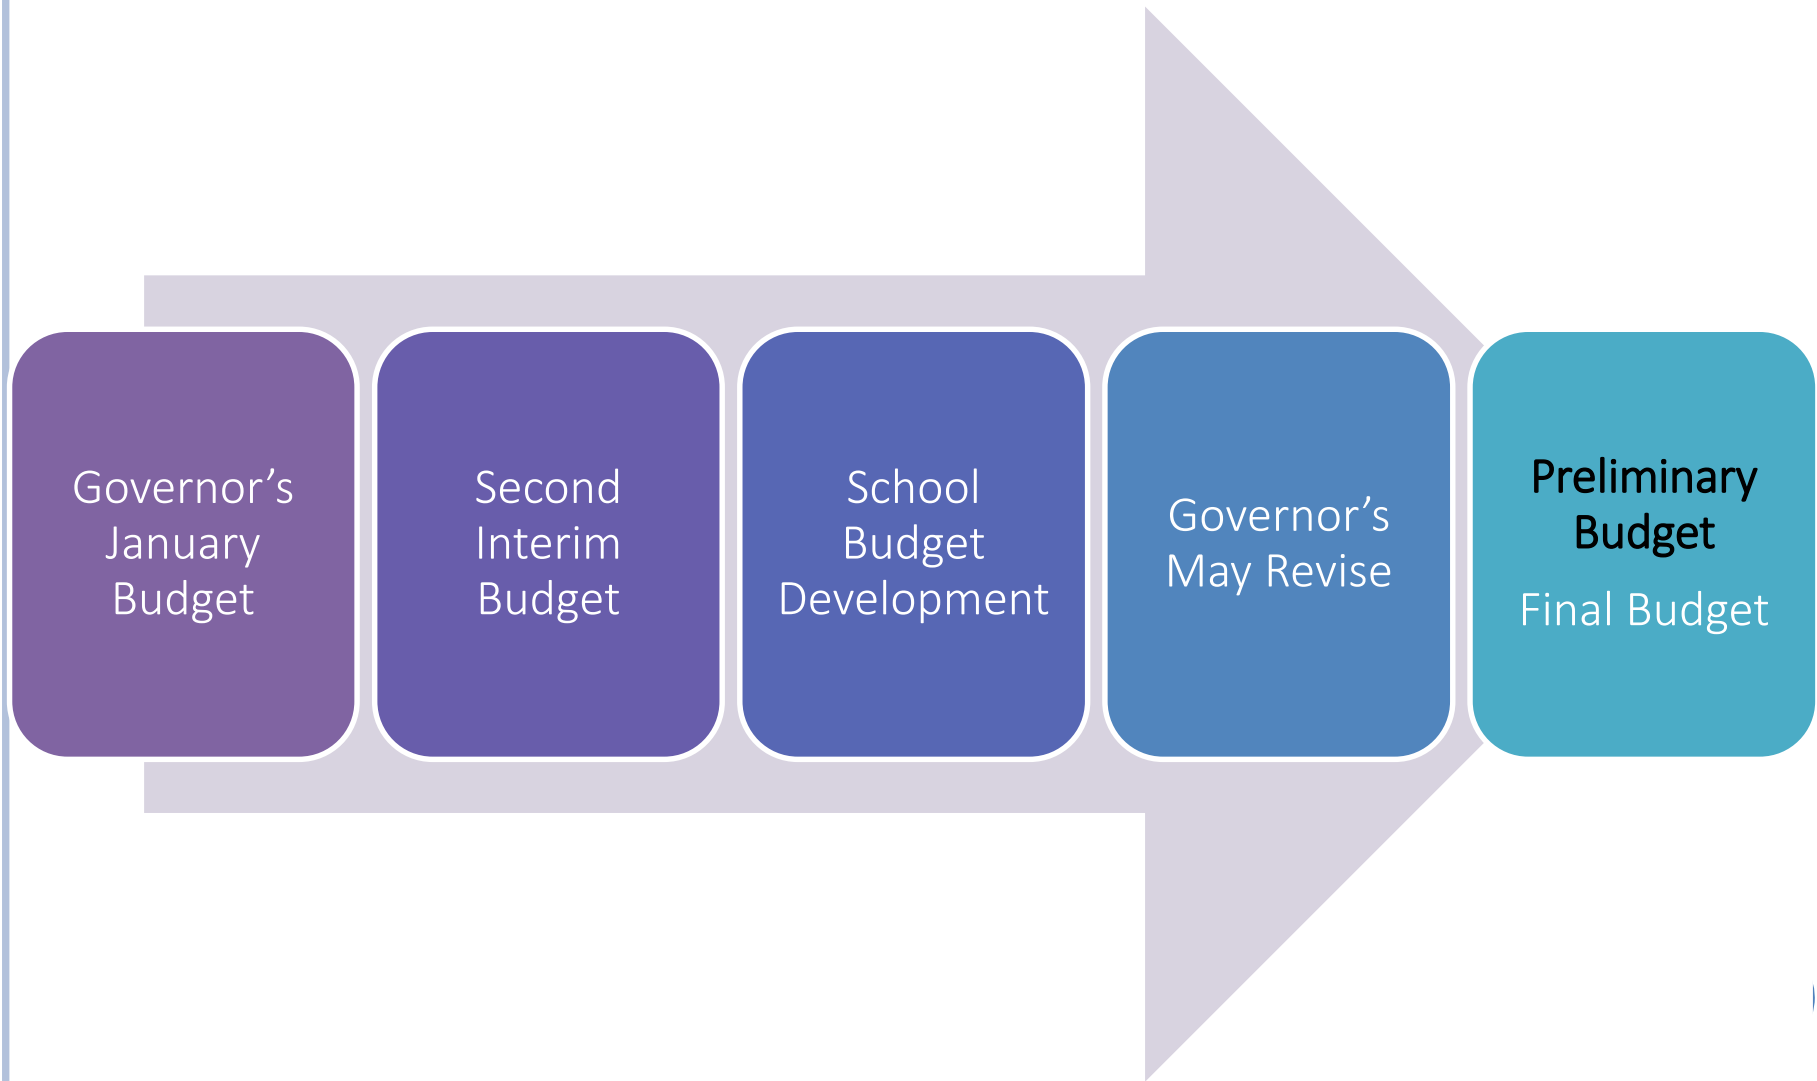 Governor’s
January
Budget
Second
Interim
Budget
School
Budget
Development
Governor’s
May Revise
Preliminary
Budget
Final Budget